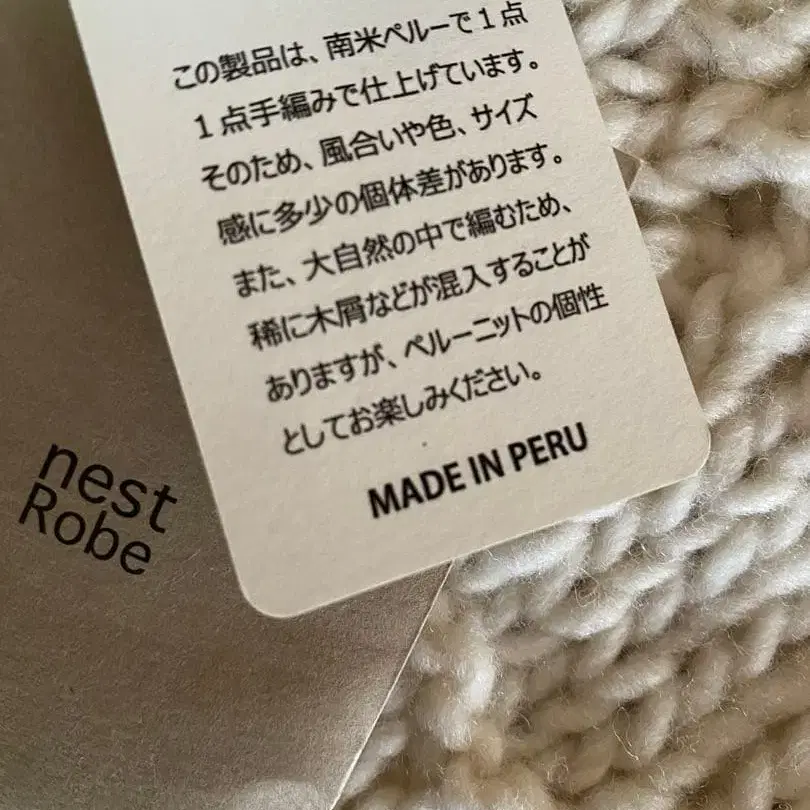 この製品は、南米ペルーで１点
１点手編みで仕上げています。
そのため、風合いや色、サイズ
感に多少の個体差があります。
また、大自然の中で編むため、
稀に木屑などが混入することが
ありますが、ペルーニットの個性
としてお楽しみください。
MADE IN PERU
nest
Robe